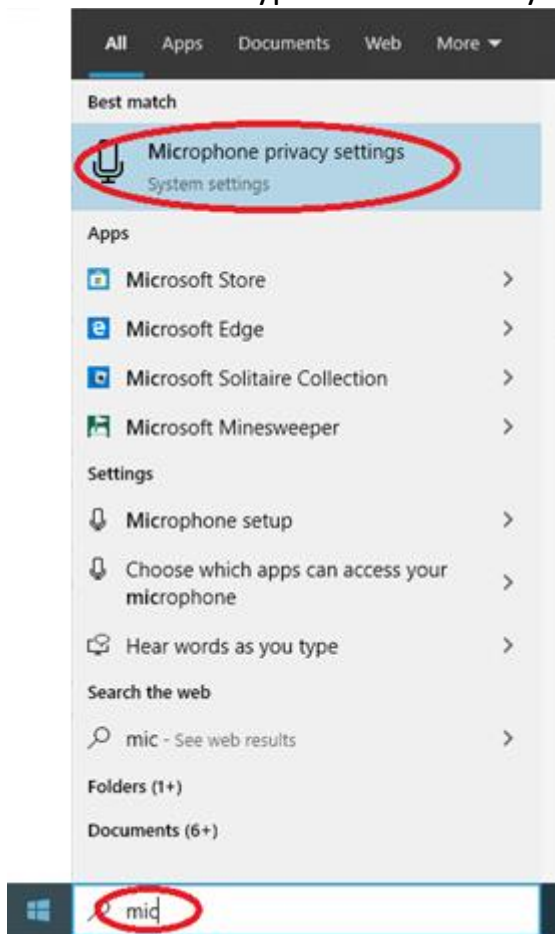 All Apps Documents Web More
Best match
Microphone privacy settings
System settings
Apps
Microsoft Store
Microsoft Edge
Microsoft Solitaire Collection
Microsoft Minesweeper
Settings
Microphone setup
Choose which apps can access your
microphone
Hear words as you type
Search the web
mic - See web results
Folders (1+)
Documents (6+)
mic